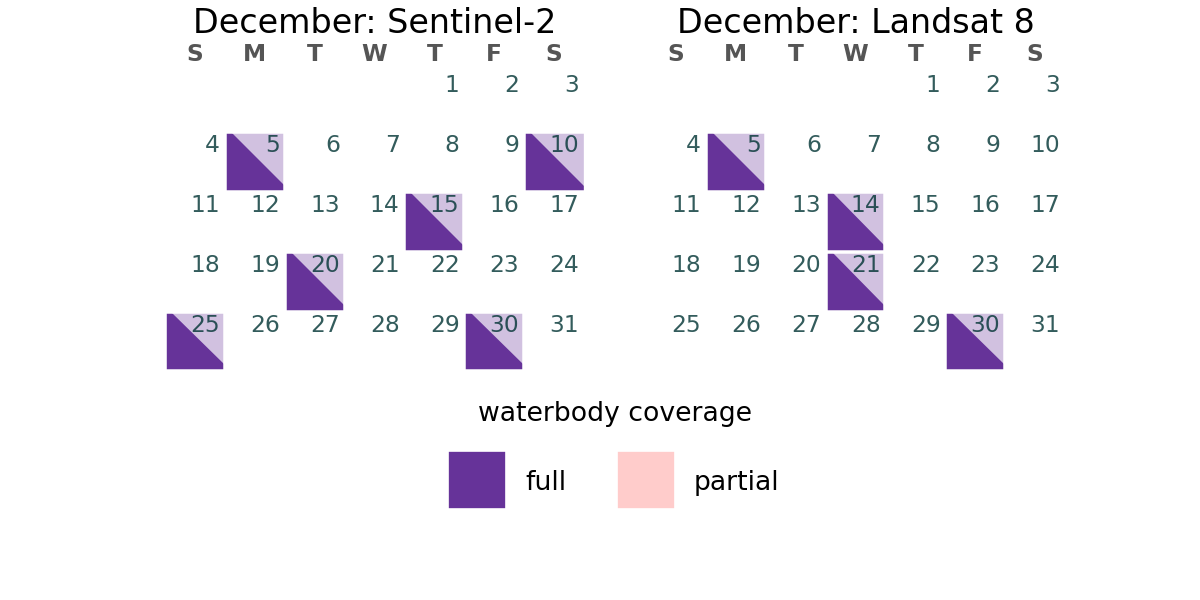 December: Sentinel-2
S M T W T F S
1 2 3
4 5 6 7 8 9 10
11 12 13 14 15 16 17
18 19 20 21 22 23 24
25 26 27 28 29 30 31
December: Landsat 8
S M T W T F S
1 2 3
4 5 6 7 8 9 10
11 12 13 14 15 16 17
18 19 20 21 22 23 24
25 26 27 28 29 30 31
waterbody coverage
full partial